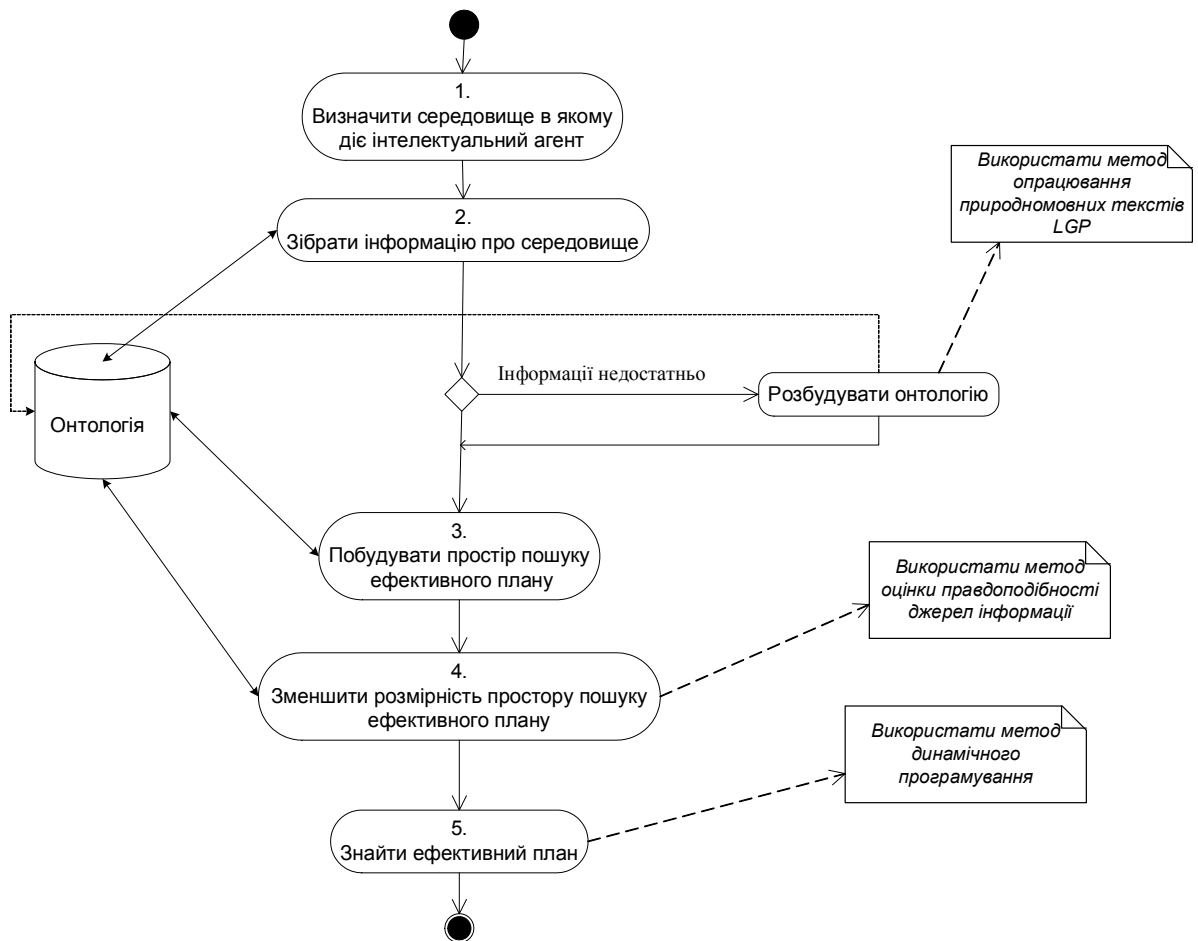 1.
Визначити середовище в якому
діє інтелектуальний агент
Використати метод
опрацювання
природномовних текстів
LGP
2.
Зібрати інформацію про середовище
Інформації недостатньо
Розбудувати онтологію
Онтологія
3.
Побудувати простір пошуку
ефективного плану
Використати метод
оцінки правдоподібності
джерел інформації
4.
Зменшити розмірність простору пошуку
ефективного плану
Використати метод
динамічного
програмування
5.
Знайти ефективний план